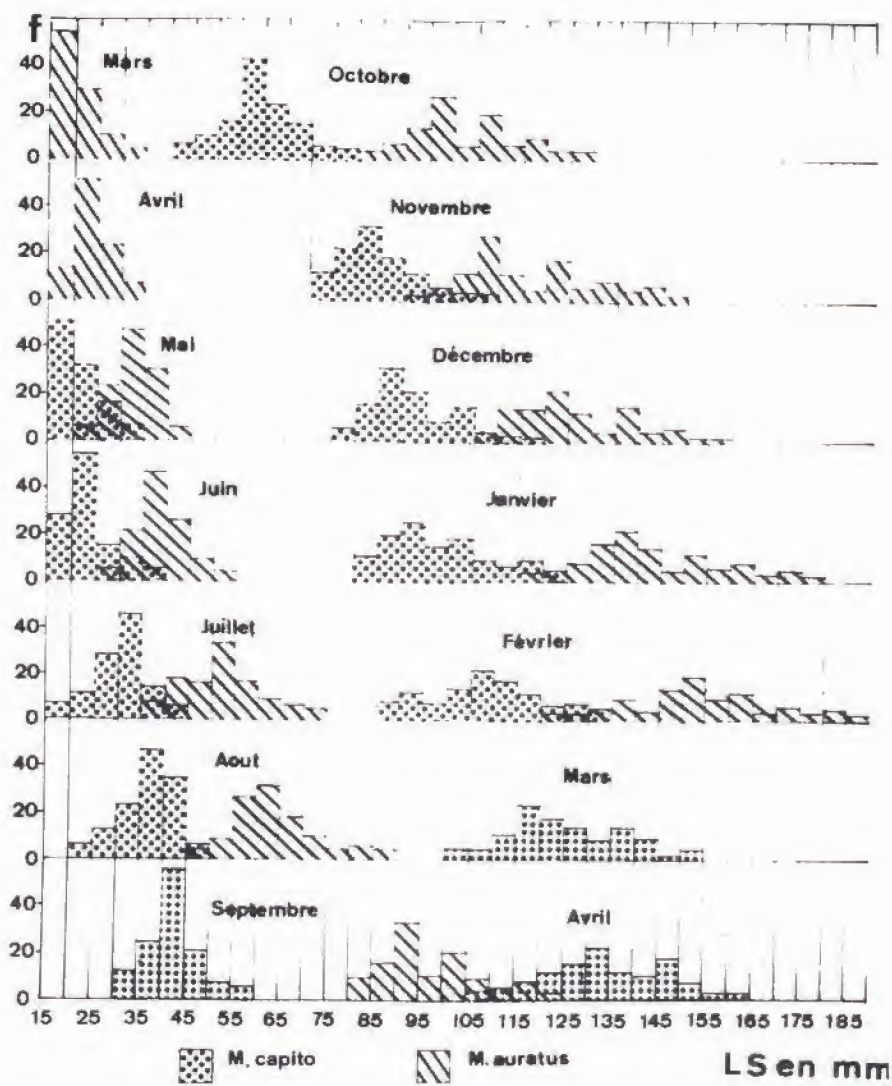 f
40
20
0
Mars
Octobre
40
20
0
Avril
Novembre
40
20
0
Mai
Décembre
40
20
0
Juin
Janvier
40
20
0
Juillet
Février
40
20
0
Aout
Mars
40
20
0
Septembre
Avril
15 25 35 45 55 65 75 85 95 105 115 125 135 145 155 165 175 185
M. capito
M. auratus
LS en mm